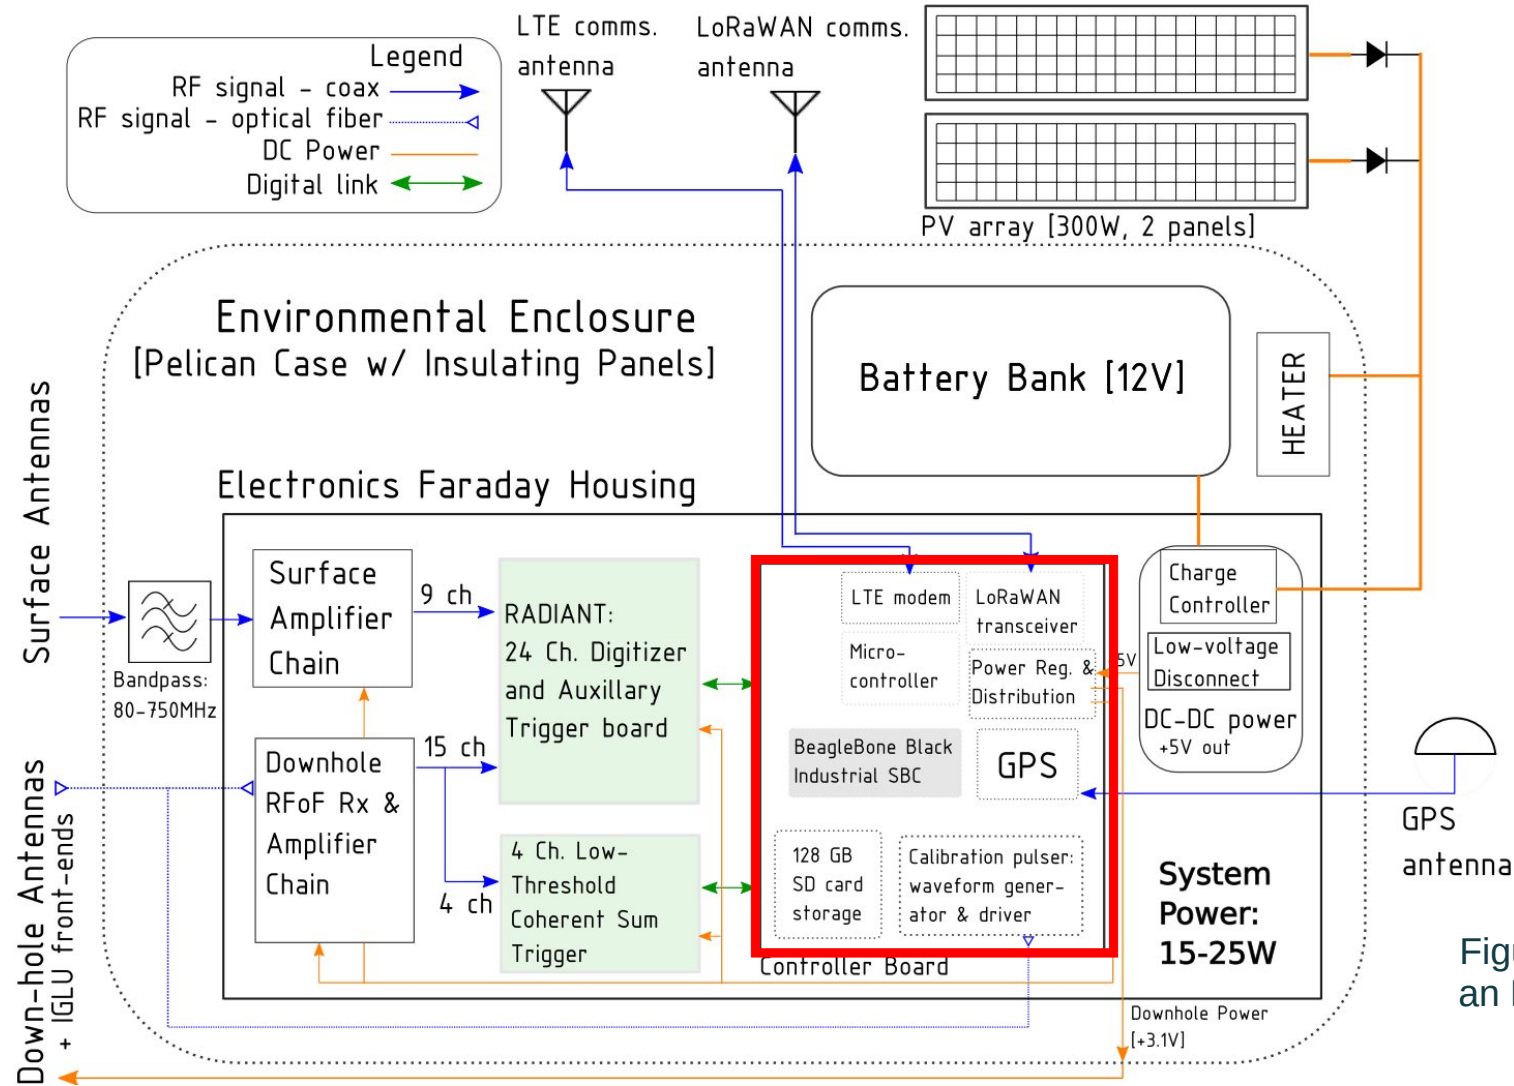 LTE comms.
antenna
LoRaWAN comms.
antenna
Legend
RF signal - coax
RF signal - optical fiber
DC Power
Digital link
PV array [300W, 2 panels]
Environmental Enclosure
[Pelican Case w/ Insulating Panels]
Battery Bank [12V]
HEATER
Surface Antennas
Electronics Faraday Housing
Bandpass:
80-750MHz
Surface
Amplifier
Chain
9 ch
RADIANT:
24 Ch. Digitizer
and Auxillary
Trigger board
Downhole
RFoF Rx &
Amplifier
Chain
15 ch
4 ch
4 Ch. Low-
Threshold
Coherent Sum
Trigger
LTE modem
LoRaWAN
transceiver
Micro-
controller
Power Reg. &
Distribution
5V
BeagleBone Black
Industrial SBC
GPS
128 GB
SD card
storage
Calibration pulser:
waveform gener-
ator & driver
Controller Board
Charge
Controller
Low-voltage
Disconnect
DC-DC power
+5V out
System
Power:
15-25W
GPS
antenna
Downhole Power
[+3.1V]
Down-hole Antennas
+ IGLU front-ends
an